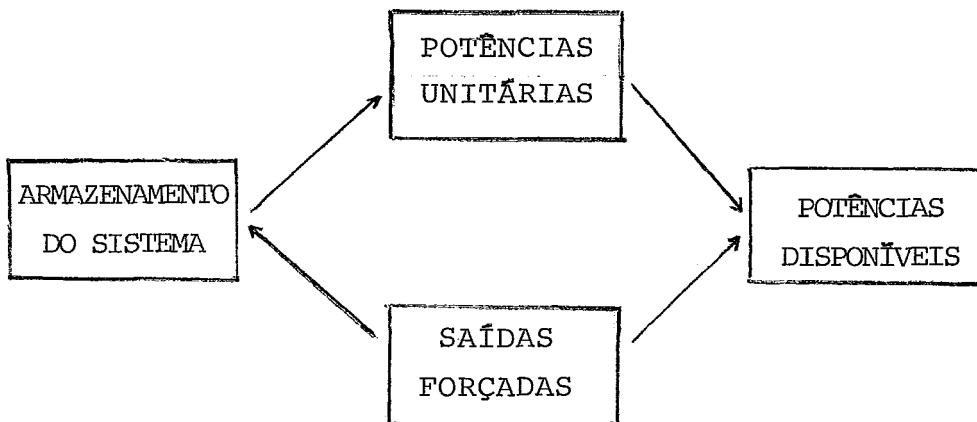 POTÊNCIAS
UNITÁRIAS
ARMAZENAMENTO
DO SISTEMA
POTÊNCIAS
DISPONÍVEIS
SAÍDAS
FORÇADAS